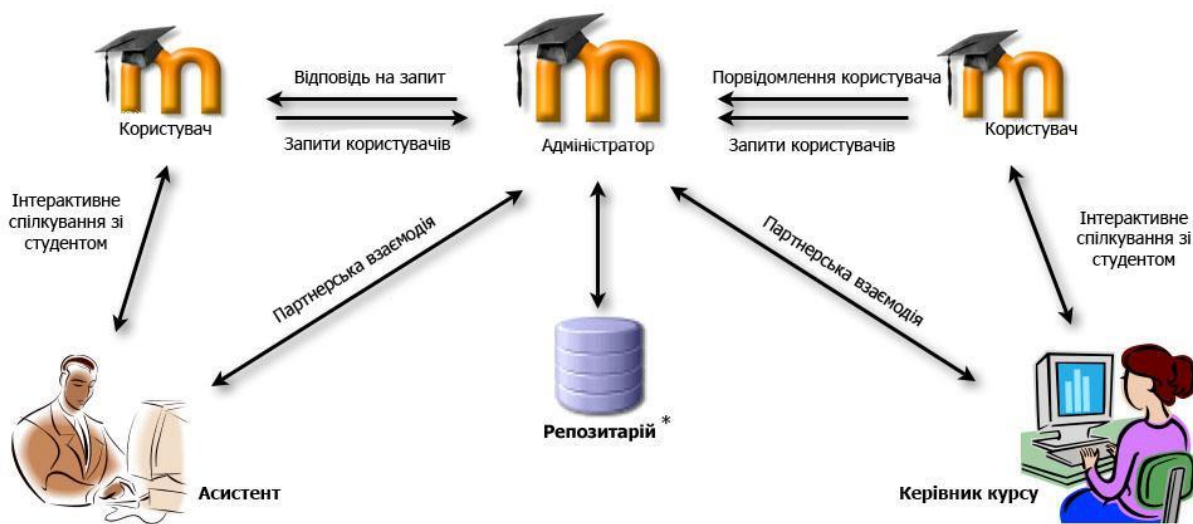 Відповідь на запит
Порвідомлення користувача
Користувач
Запити користувачів
Адміністратор
Запити користувачів
Користувач
Інтерактивне
спілкування зі
студентом
Партнерська взаємодія
Партнерська взаємодія
Інтерактивне
спілкування зі
студентом
Репозитарій *
Асистент
Керівник курсу